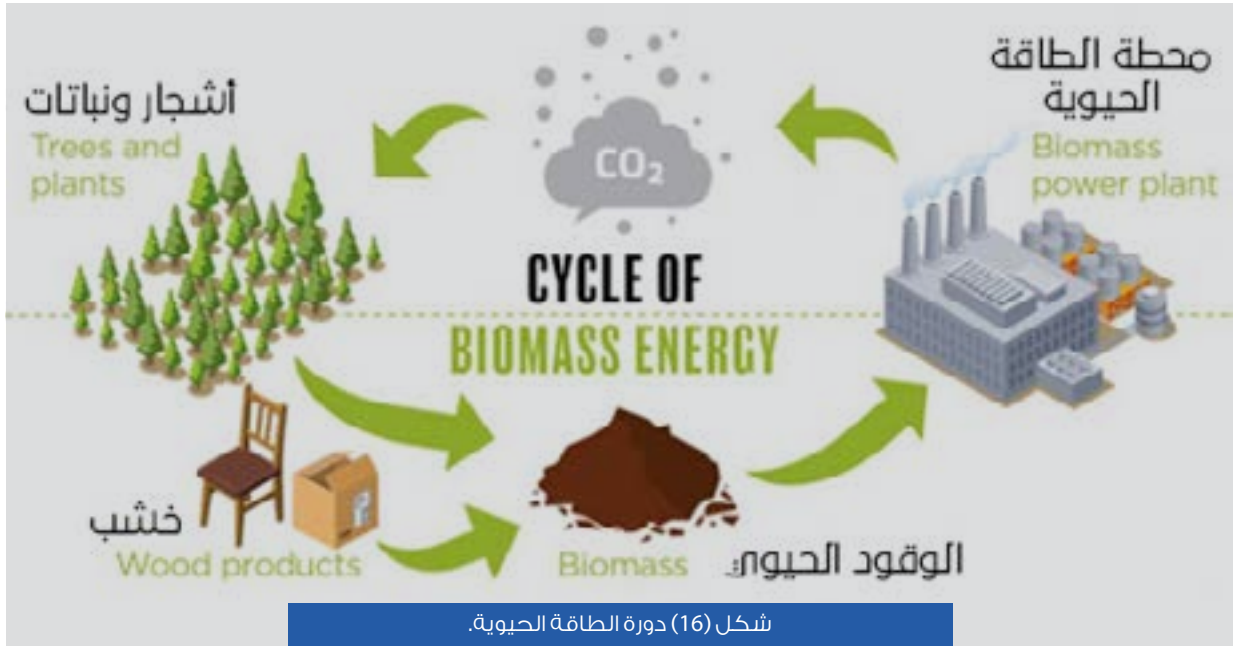 محطة الطاقة
الحيوية
Biomass
power plant
أشجار ونباتات
Trees and
plants
CO₂
CYCLE OF
BIOMASS ENERGY
خشب
Wood products
Biomass
الوقود الحيوي
شكل (16) دورة الطاقة الحيوية.